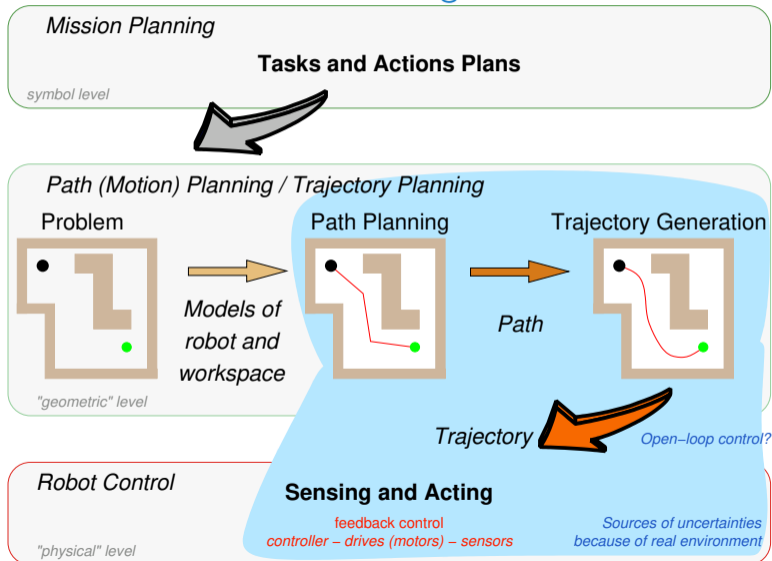 Mission Planning
Tasks and Actions Plans
symbol level
Path (Motion) Planning / Trajectory Planning
Problem
Path Planning
Trajectory Generation
Models of
robot and
workspace
Path
"geometric" level
Trajectory
Open−loop control?
Robot Control
Sensing and Acting
feedback control
controller − drives (motors) − sensors
Sources of uncertainties
because of real environment
"physical" level